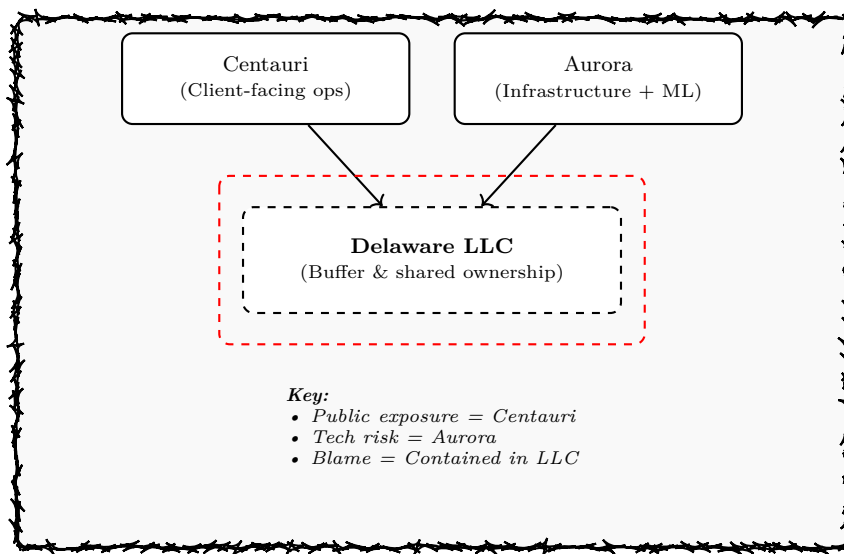 Centauri
(Client-facing ops)
Aurora
(Infrastructure + ML)
Delaware LLC
(Buffer & shared ownership)
Key:
• Public exposure = Centauri
• Tech risk = Aurora
• Blame = Contained in LLC